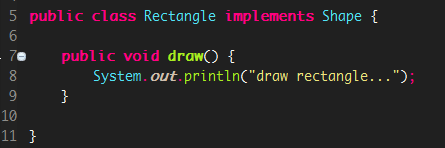 5 public class Rectangle implements Shape {
6
7 public void draw() {
8 System.out.println("draw rectangle...");
9 }
10
11 }